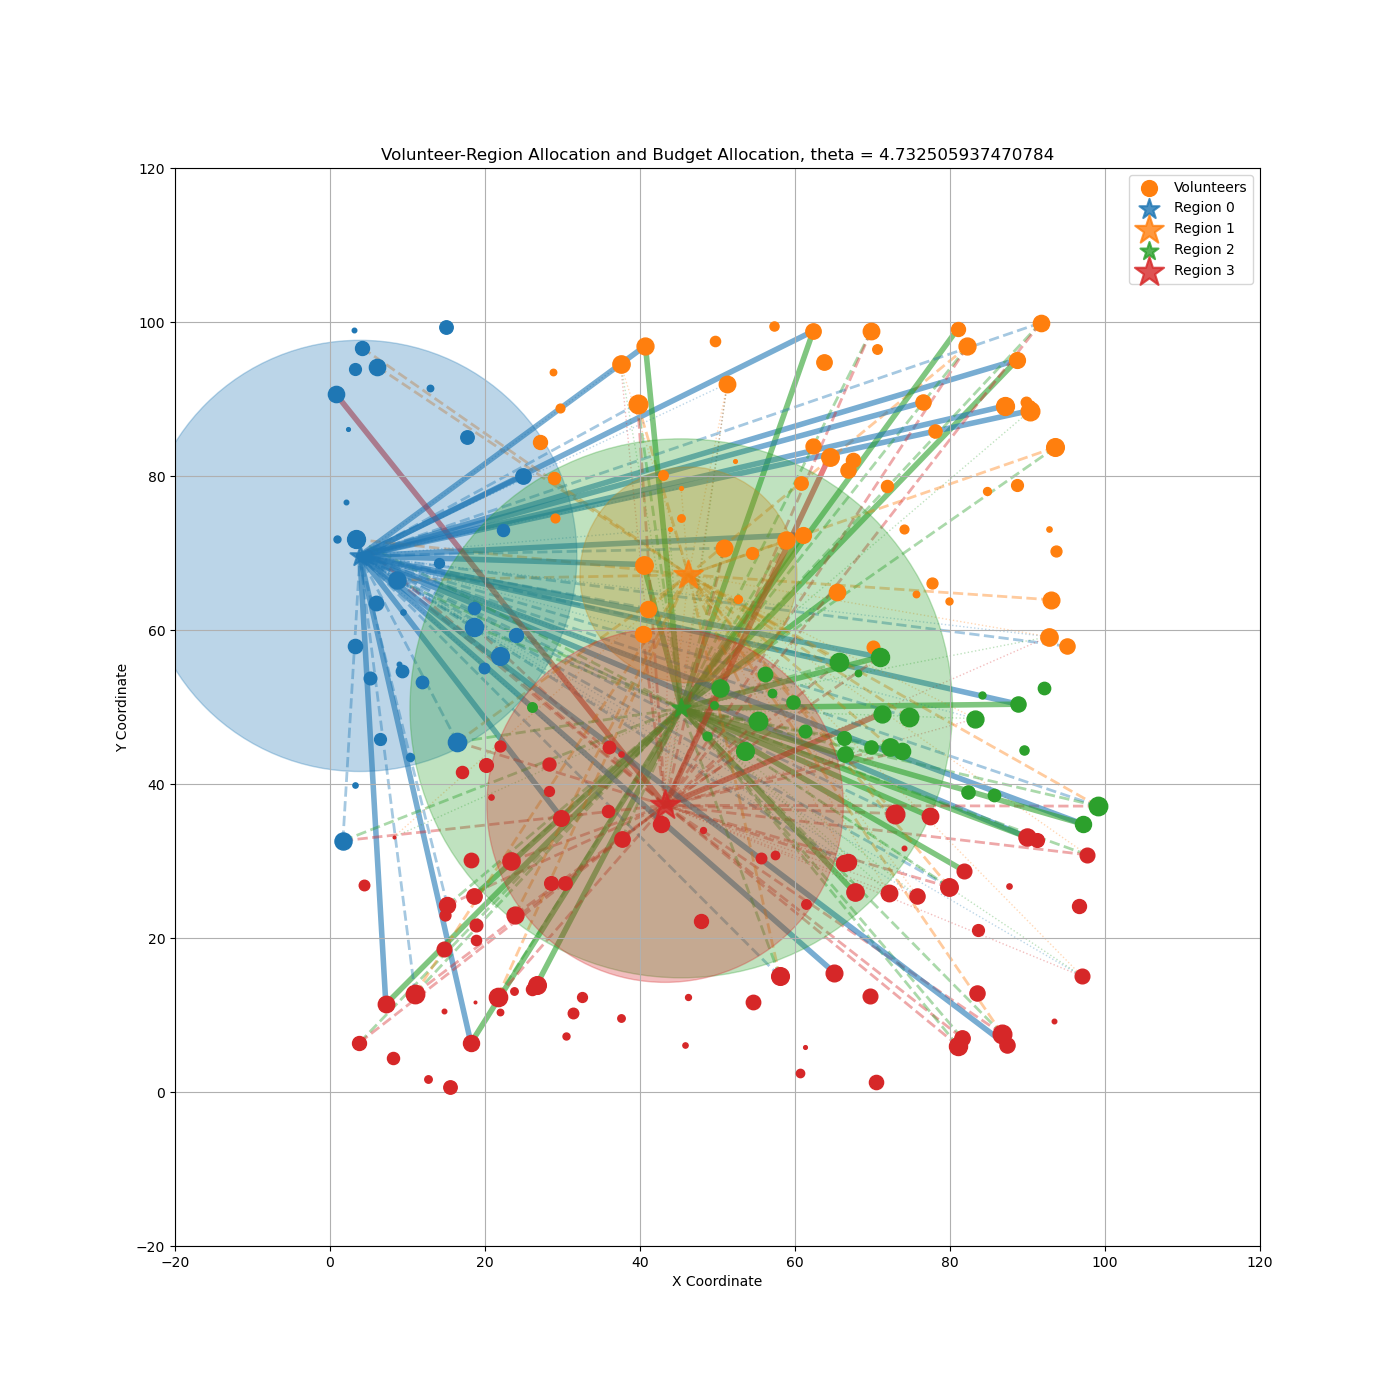 Volunteer-Region Allocation and Budget Allocation, theta = 4.732505937470784
120
100
80
60
40
20
0
−20
Y Coordinate
Volunteers
Region 0
Region 1
Region 2
Region 3
−20 0 20 40 60 80 100 120
X Coordinate